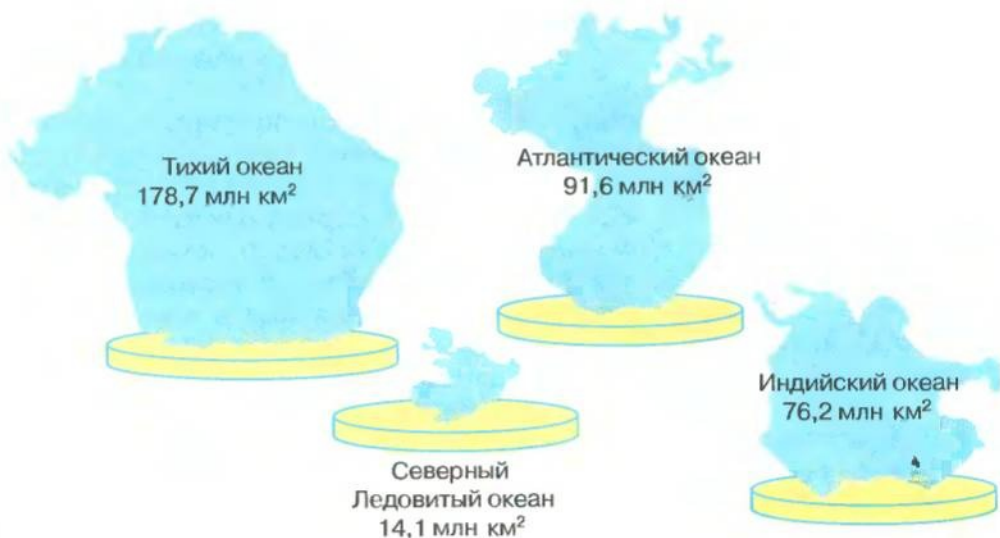 Тихий океан
178,7 млн км²
Атлантический океан
91,6 млн км²
Индийский океан
76,2 млн км²
Северный
Ледовитый океан
14,1 млн км²